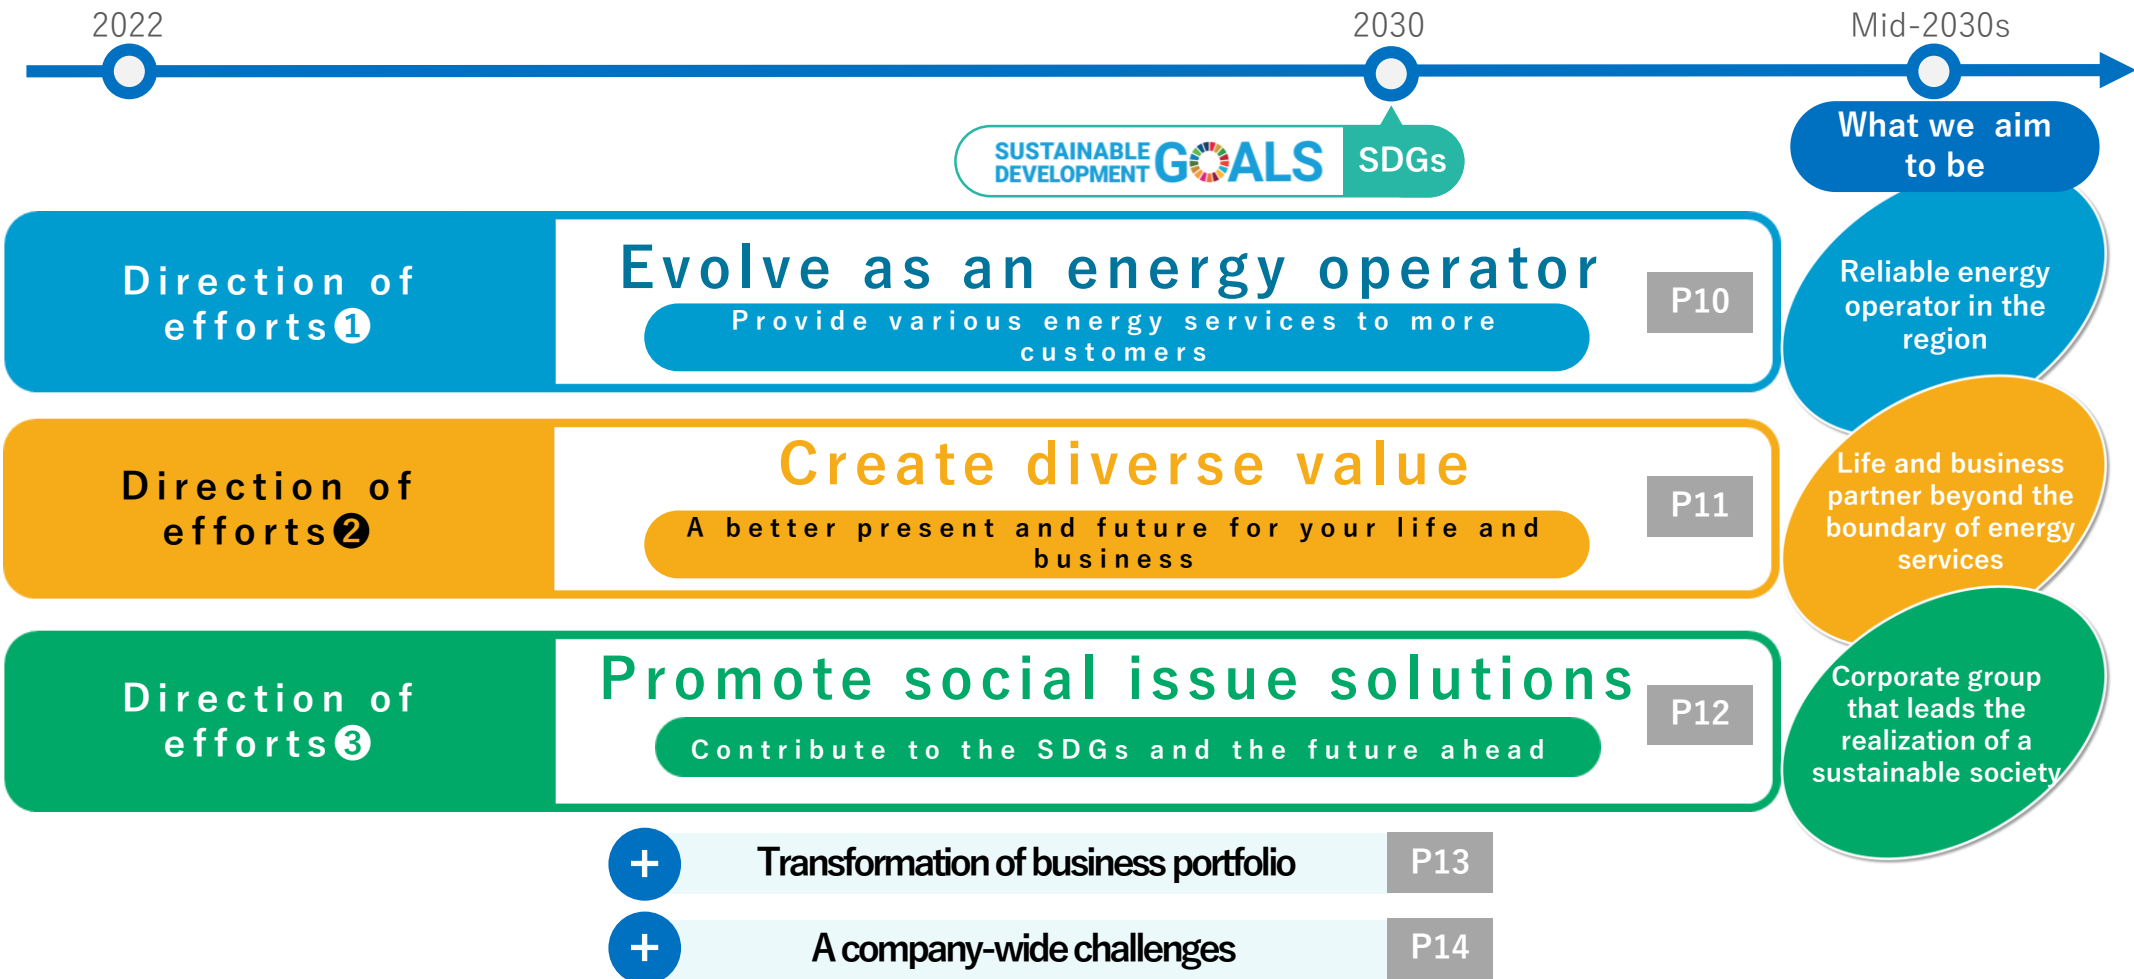 2022
2030
Mid-2030s
SUSTAINABLE
DEVELOPMENT GOALS
SDGs
What we aim
to be
Direction of
efforts❶
Evolve as an energy operator
Provide various energy services to more
customers
P10
Reliable energy
operator in the
region
Direction of
efforts❷
Create diverse value
A better present and future for your life and
business
P11
Life and business
partner beyond the
boundary of energy
services
Direction of
efforts❸
Promote social issue solutions
Contribute to the SDGs and the future ahead
P12
Corporate group
that leads the
realization of a
sustainable society
+ Transformation of business portfolio P13
+ A company-wide challenges P14